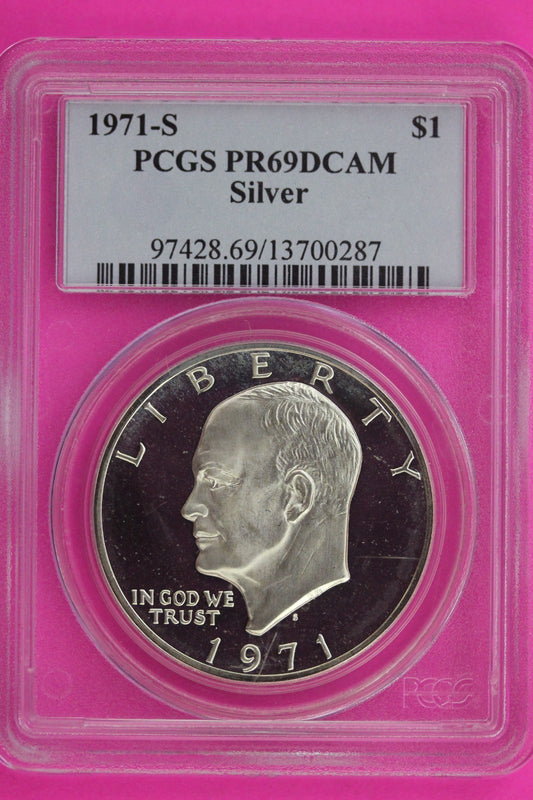 1971-S $1
PCGS PR69DCAM
Silver
97428.69/13700287
LIBERTY
IN GOD WE
TRUST
S
1971
PCGS